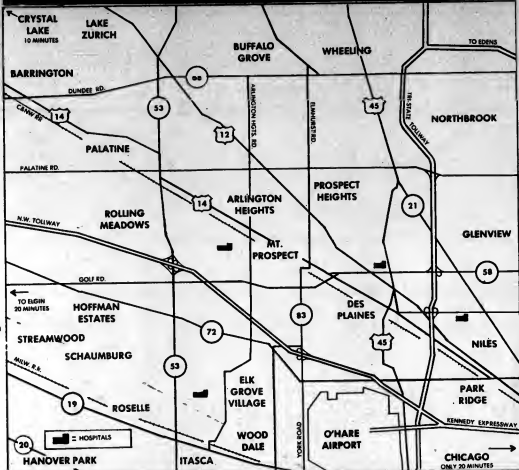 CRYSTAL
LAKE
10 MINUTES
LAKE
ZURICH
BUFFALO
GROVE
WHEELING
TO EDENS
BARRINGTON
68
DUNDEE RD.
C&NW RR
14
53
12
ARLINGTON HGTS. RD
ELMHURST RD.
45
TRI-STATE
TOLLWAY
NORTHBROOK
PALATINE
PALATINE RD.
14
ARLINGTON
HEIGHTS
PROSPECT
HEIGHTS
21
ROLLING
MEADOWS
N.W. TOLLWAY
MT.
PROSPECT
GLENVIEW
GOLF RD.
58
TO ELGIN
20 MINUTES
HOFFMAN
ESTATES
72
83
DES
PLAINES
STREAMWOOD
SCHAUMBURG
45
NILES
MILW. R.R.
53
ELK
GROVE
VILLAGE
PARK
RIDGE
19
ROSELLE
KENNEDY EXPRESSWAY
= HOSPITALS
WOOD
DALE
YORK ROAD
O'HARE
AIRPORT
20
HANOVER PARK
ITASCA
CHICAGO
ONLY 20 MINUTES